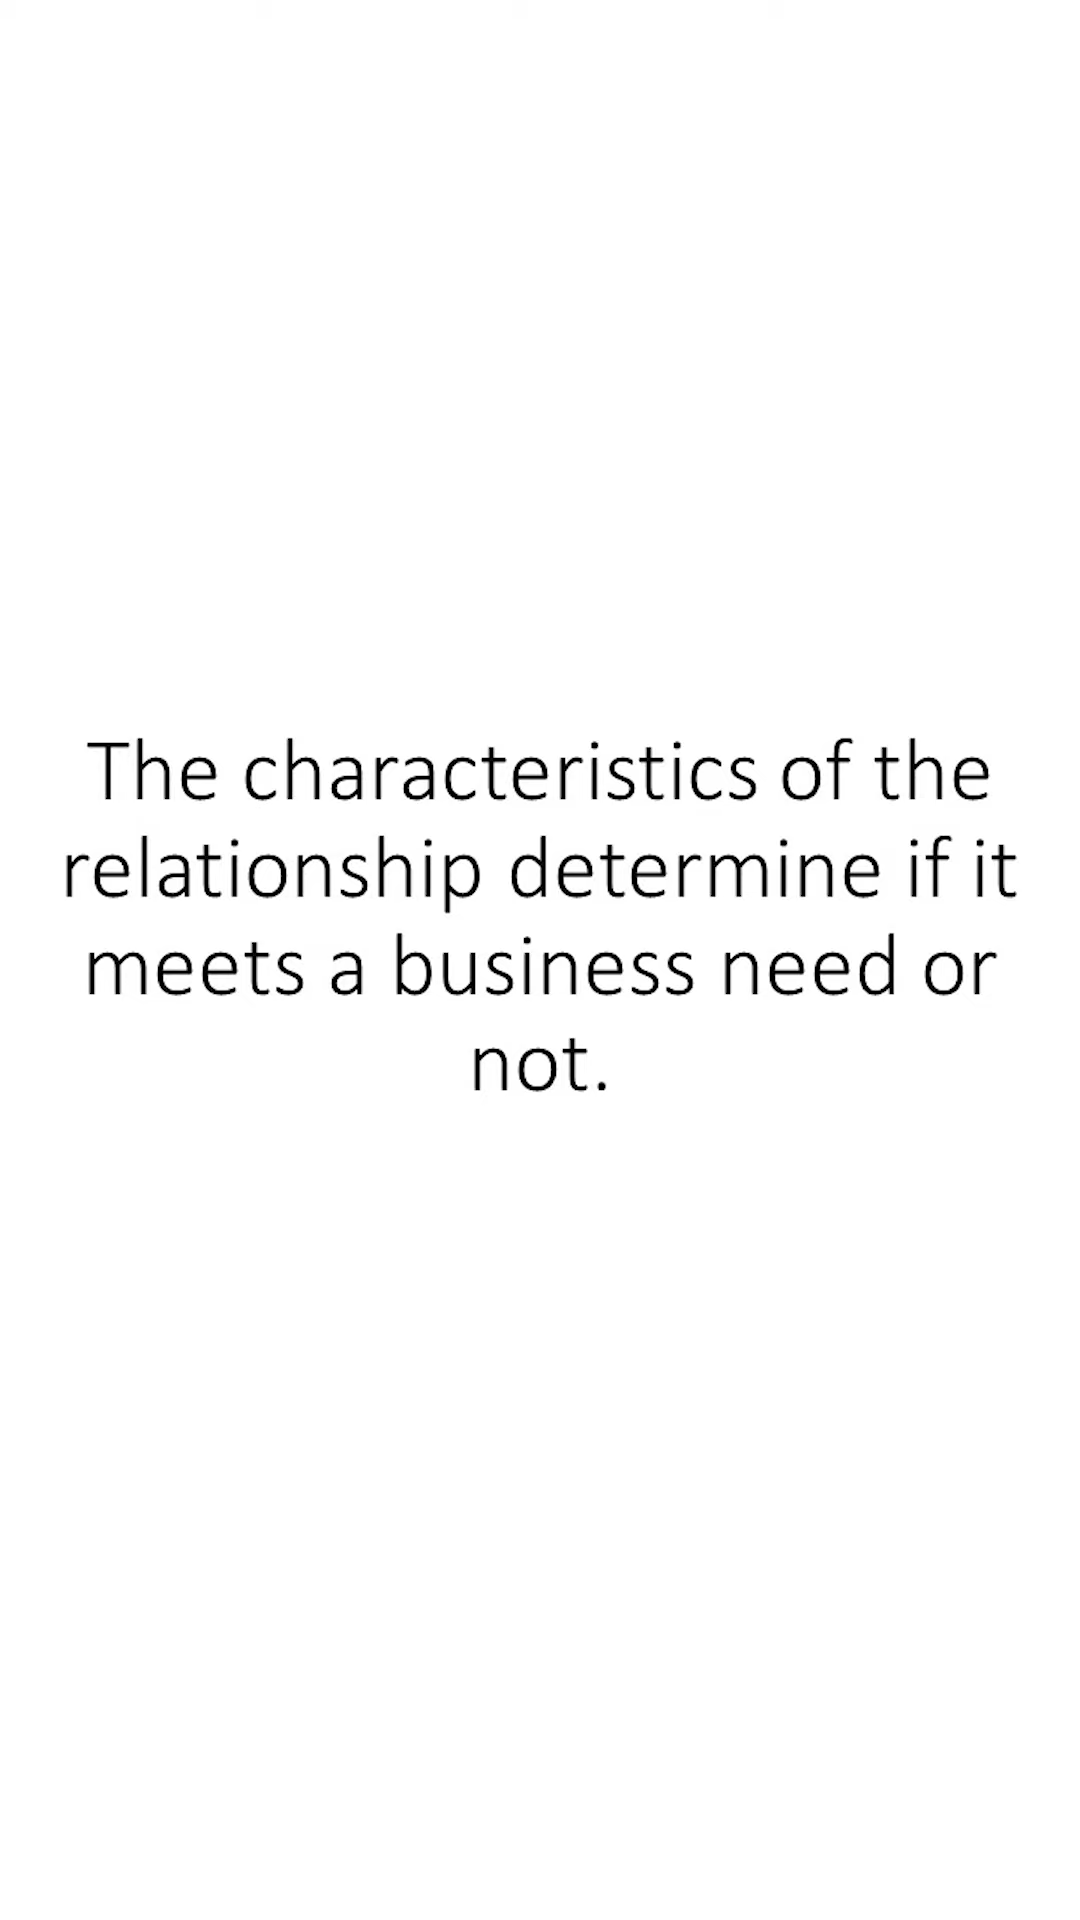 The characteristics of the
relationship determine if it
meets a business need or
not.